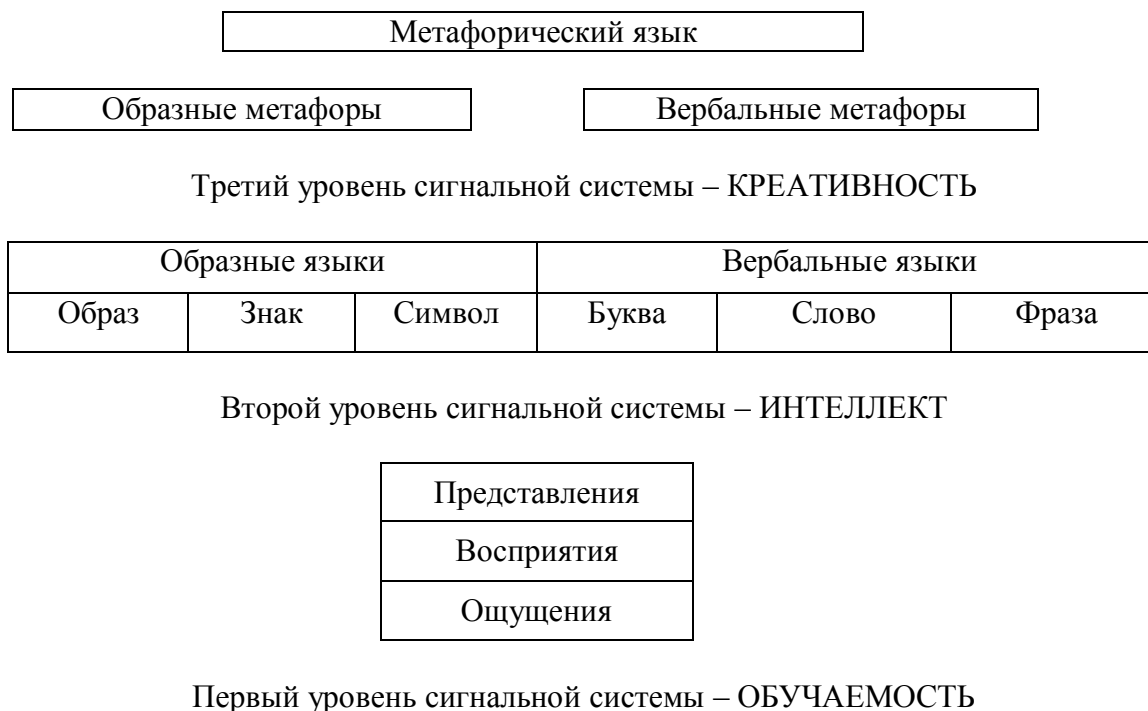 Метафорический язык
Образные метафоры Вербальные метафоры
Третий уровень сигнальной системы – КРЕАТИВНОСТЬ
Образные языки Вербальные языки
Образ Знак Символ Буква Слово Фраза
Второй уровень сигнальной системы – ИНТЕЛЛЕКТ
Представления
Восприятия
Ощущения
Первый уровень сигнальной системы – ОБУЧАЕМОСТЬ